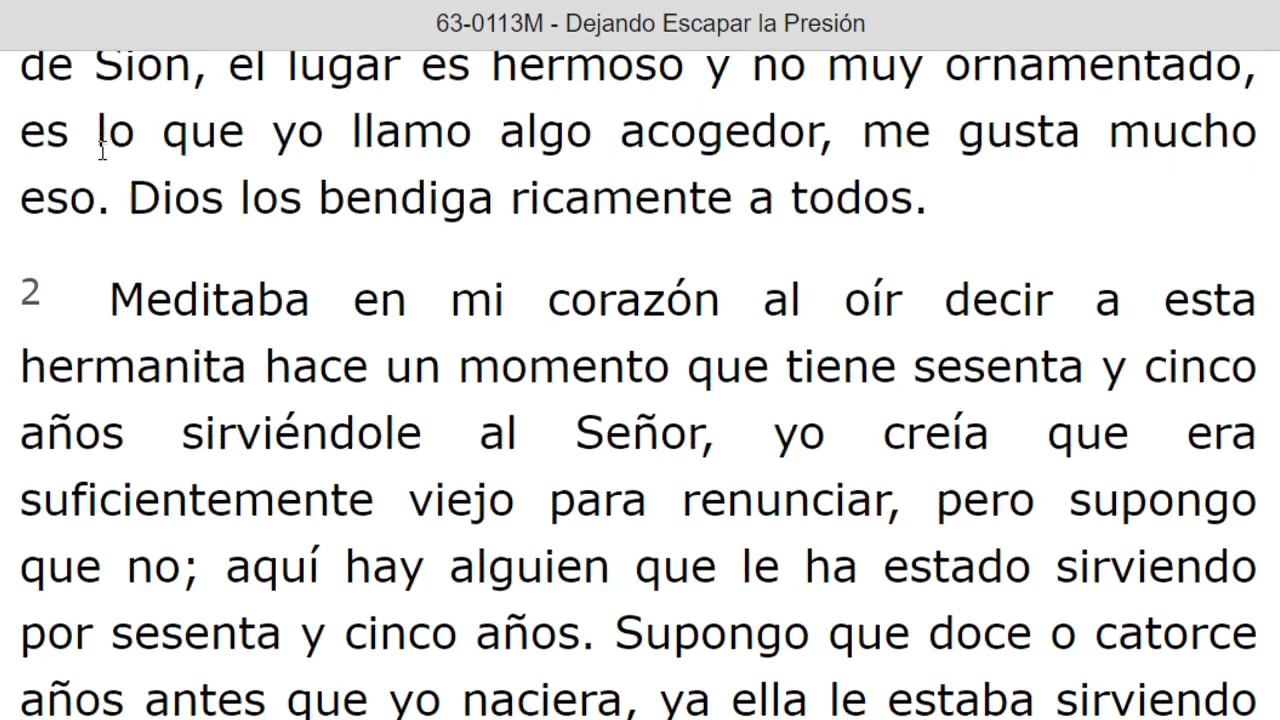 63-0113M - Dejando Escapar la Presión
de Sion, el lugar es hermoso y no muy ornamentado,
es lo que yo llamo algo acogedor, me gusta mucho
eso. Dios los bendiga ricamente a todos.
2 Meditaba en mi corazón al oír decir a esta
hermanita hace un momento que tiene sesenta y cinco
años sirviéndole al Señor, yo creía que era
suficientemente viejo para renunciar, pero supongo
que no; aquí hay alguien que le ha estado sirviendo
por sesenta y cinco años. Supongo que doce o catorce
años antes que yo naciera, ya ella le estaba sirviendo